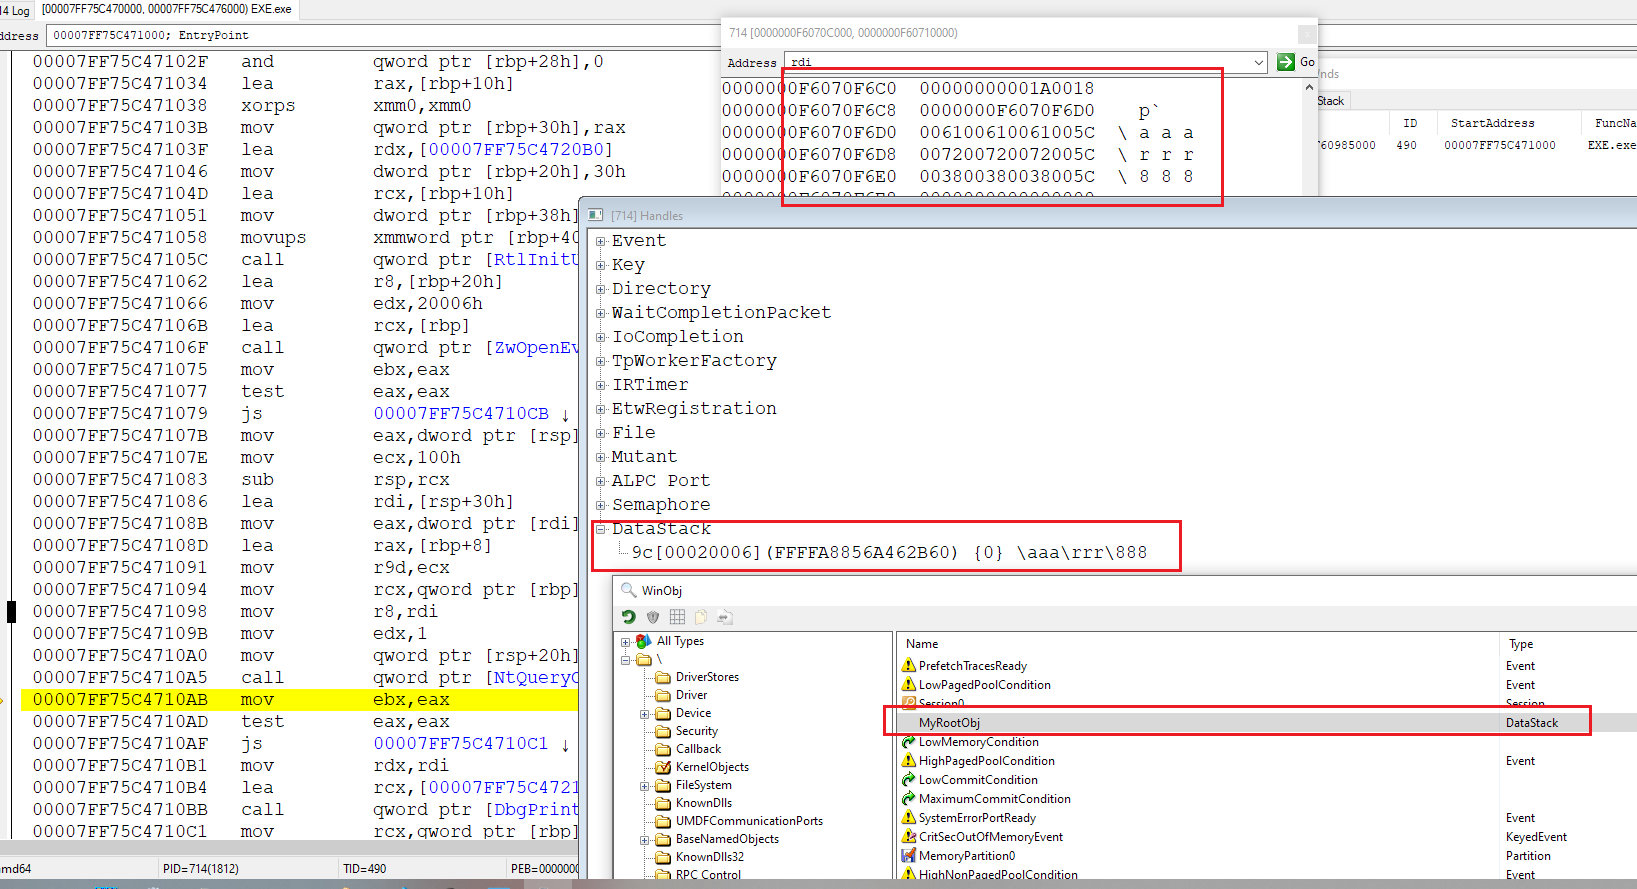 14 Log
[00007FF75C470000, 00007FF75C476000) EXE.exe
ddress
00007FF75C471000; EntryPoint
00007FF75C47102F and qword ptr [rbp+28h],0
00007FF75C471034 lea rax,[rbp+10h]
00007FF75C471038 xorps xmm0,xmm0
00007FF75C47103B mov qword ptr [rbp+30h],rax
00007FF75C47103F lea rdx,[00007FF75C4720B0]
00007FF75C471046 mov dword ptr [rbp+20h],30h
00007FF75C47104D lea rcx,[rbp+10h]
00007FF75C471051 mov dword ptr [rbp+38h]
00007FF75C471058 movups xmmword ptr [rbp+40
00007FF75C47105C call qword ptr [RtlInitU
00007FF75C471062 lea r8,[rbp+20h]
00007FF75C471066 mov edx,20006h
00007FF75C47106B lea rcx,[rbp]
00007FF75C47106F call qword ptr [ZwOpenEv
00007FF75C471075 mov ebx,eax
00007FF75C471077 test eax,eax
00007FF75C471079 js 00007FF75C4710CB ↓
00007FF75C47107B mov eax,dword ptr [rsp]
00007FF75C47107E mov ecx,100h
00007FF75C471083 sub rsp,rcx
00007FF75C471086 lea rdi,[rsp+30h]
00007FF75C47108B mov eax,dword ptr [rdi]
00007FF75C47108D lea rax,[rbp+8]
00007FF75C471091 mov r9d,ecx
00007FF75C471094 mov rcx,qword ptr [rbp]
00007FF75C471098 mov r8,rdi
00007FF75C47109B mov edx,1
00007FF75C4710A0 mov qword ptr [rsp+20h]
00007FF75C4710A5 call qword ptr [NtQueryO
00007FF75C4710AB mov ebx,eax
00007FF75C4710AD test eax,eax
00007FF75C4710AF js 00007FF75C4710C1 ↓
00007FF75C4710B1 mov rdx,rdi
00007FF75C4710B4 lea rcx,[00007FF75C4721
00007FF75C4710BB call qword ptr [DbgPrint
00007FF75C4710C1 mov rcx,qword ptr [rbp]
md64
PID=714(1812)
TID=490
PEB=0000000
714 [0000000F6070C000, 0000000F60710000)
Address
rdi
Go
0000000F6070F6C0 00000000001A0018
0000000F6070F6C8 0000000F6070F6D0 p`
0000000F6070F6D0 006100610061005C \ a a a
0000000F6070F6D8 007200720072005C \ r r r
0000000F6070F6E0 003800380038005C \ 8 8 8
0000000F6070F6E8 0000000000000000
nds
Stack
ID StartAddress FuncNa
F60985000 490 00007FF75C471000 EXE.exe
[714] Handles
Event
Key
Directory
WaitCompletionPacket
IoCompletion
TpWorkerFactory
IRTimer
EtwRegistration
File
Mutant
ALPC Port
Semaphore
DataStack
9c[00020006](FFFFA8856A462B60) {0} \aaa\rrr\888
WinObj
All Types
\
DriverStores
Driver
Device
Security
Callback
KernelObjects
FileSystem
KnownDlls
UMDFCommunicationPorts
BaseNamedObjects
KnownDlls32
RPC Control
Name Type
PrefetchTracesReady Event
LowPagedPoolCondition Event
Session0 Session
MyRootObj DataStack
LowMemoryCondition
HighPagedPoolCondition Event
LowCommitCondition
MaximumCommitCondition
SystemErrorPortReady Event
CritSecOutOfMemoryEvent KeyedEvent
MemoryPartition0 Partition
HighNonPagedPoolCondition Event